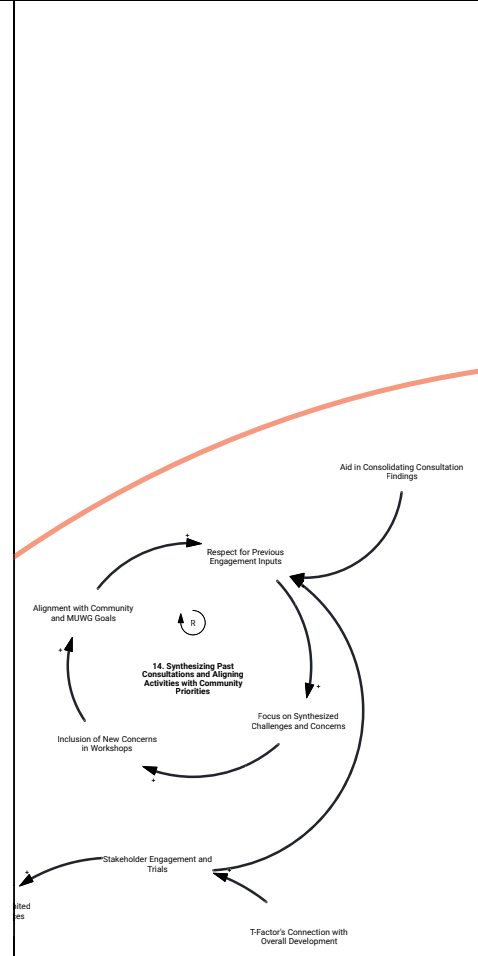 Aid in Consolidating Consultation
Findings
+
Respect for Previous
Engagement Inputs
Alignment with Community
and MUWG Goals
R
+
14. Synthesizing Past
Consultations and Aligning
Activities with Community
Priorities
+
Focus on Synthesized
Challenges and Concerns
Inclusion of New Concerns
in Workshops
+
Stakeholder Engagement and
Trials
+
+
T-Factor's Connection with
Overall Development